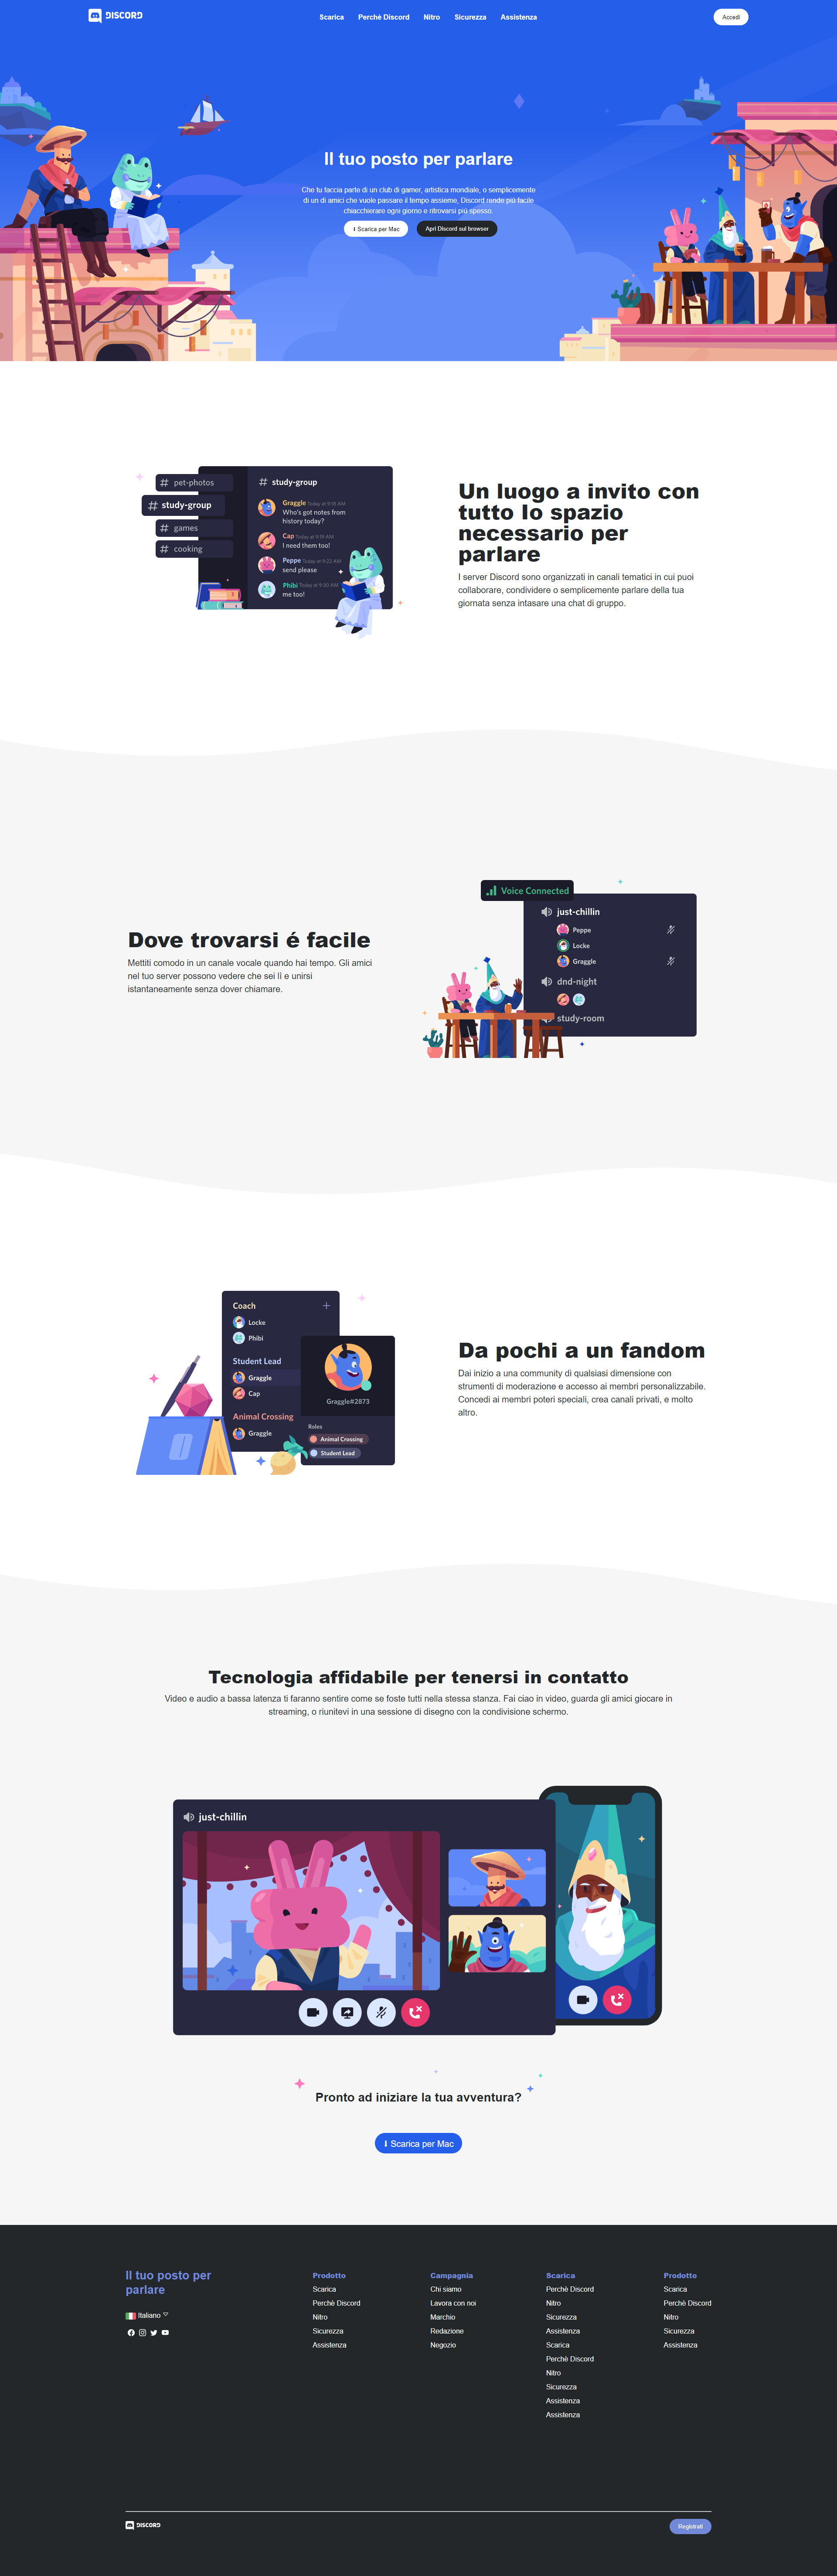 DISCORD
Scarica Perchè Discord Nitro Sicurezza Assistenza
Accedi
Il tuo posto per parlare
Che tu faccia parte di un club di gamer, artistica mondiale, o semplicemente
di un di amici che vuole passare il tempo assieme, Discord rende più facile
chiacchierare ogni giorno e ritrovarsi più spesso.
Scarica per Mac
Apri Discord sul browser
# pet-photos
# study-group
# games
# cooking
# study-group
Graggle Today at 9:18 AM
Who's got notes from
history today?
Cap Today at 9:19 AM
I need them too!
Peppe Today at 9:22 AM
send please
Phibi Today at 9:30 AM
me too!
Un luogo a invito con
tutto lo spazio
necessario per
parlare
I server Discord sono organizzati in canali tematici in cui puoi
collaborare, condividere o semplicemente parlare della tua
giornata senza intasare una chat di gruppo.
Dove trovarsi é facile
Mettiti comodo in un canale vocale quando hai tempo. Gli amici
nel tuo server possono vedere che sei lì e unirsi
istantaneamente senza dover chiamare.
Voice Connected
just-chillin
Peppe
Locke
Graggle
dnd-night
study-room
Coach
Locke
Phibi
Student Lead
Graggle
Cap
Animal Crossing
Graggle
Graggle#2873
Roles
Animal Crossing
Student Lead
Da pochi a un fandom
Dai inizio a una community di qualsiasi dimensione con
strumenti di moderazione e accesso ai membri personalizzabile.
Concedi ai membri poteri speciali, crea canali privati, e molto
altro.
Tecnologia affidabile per tenersi in contatto
Video e audio a bassa latenza ti faranno sentire come se foste tutti nella stessa stanza. Fai ciao in video, guarda gli amici giocare in
streaming, o riunitevi in una sessione di disegno con la condivisione schermo.
just-chillin
Pronto ad iniziare la tua avventura?
Scarica per Mac
Il tuo posto per
parlare
Italiano
Prodotto
Scarica
Perchè Discord
Nitro
Sicurezza
Assistenza
Campagnia
Chi siamo
Lavora con noi
Marchio
Redazione
Negozio
Scarica
Perchè Discord
Nitro
Sicurezza
Assistenza
Scarica
Perchè Discord
Nitro
Sicurezza
Assistenza
Assistenza
Prodotto
Scarica
Perchè Discord
Nitro
Sicurezza
Assistenza
DISCORD
Registrati